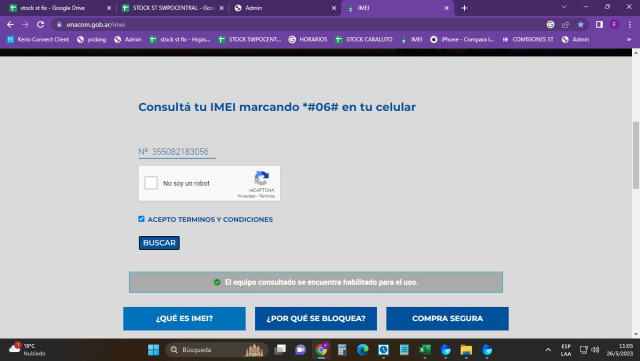 stock st fix - Google Drive
STOCK ST SWPOCENTRAL - Goo
Admin
IMEI
enacom.gob.ar/imei
Kerio Connect Client
picking
Admin
stock st fix - Hojas...
STOCK SWPOCENT...
HORARIOS
STOCK CABALLITO
IMEI
iPhone - Compara l...
COMISIONES ST
Admin
Consultá tu IMEI marcando *#06# en tu celular
Nº 355082183056
No soy un robot
reCAPTCHA
Privacidad - Términos
ACEPTO TERMINOS Y CONDICIONES
BUSCAR
El equipo consultado se encuentra habilitado para el uso.
¿QUÉ ES IMEI?
¿POR QUÉ SE BLOQUEA?
COMPRA SEGURA
19°C
Nublado
Búsqueda
ESP
LAA
11:05
26/5/2023